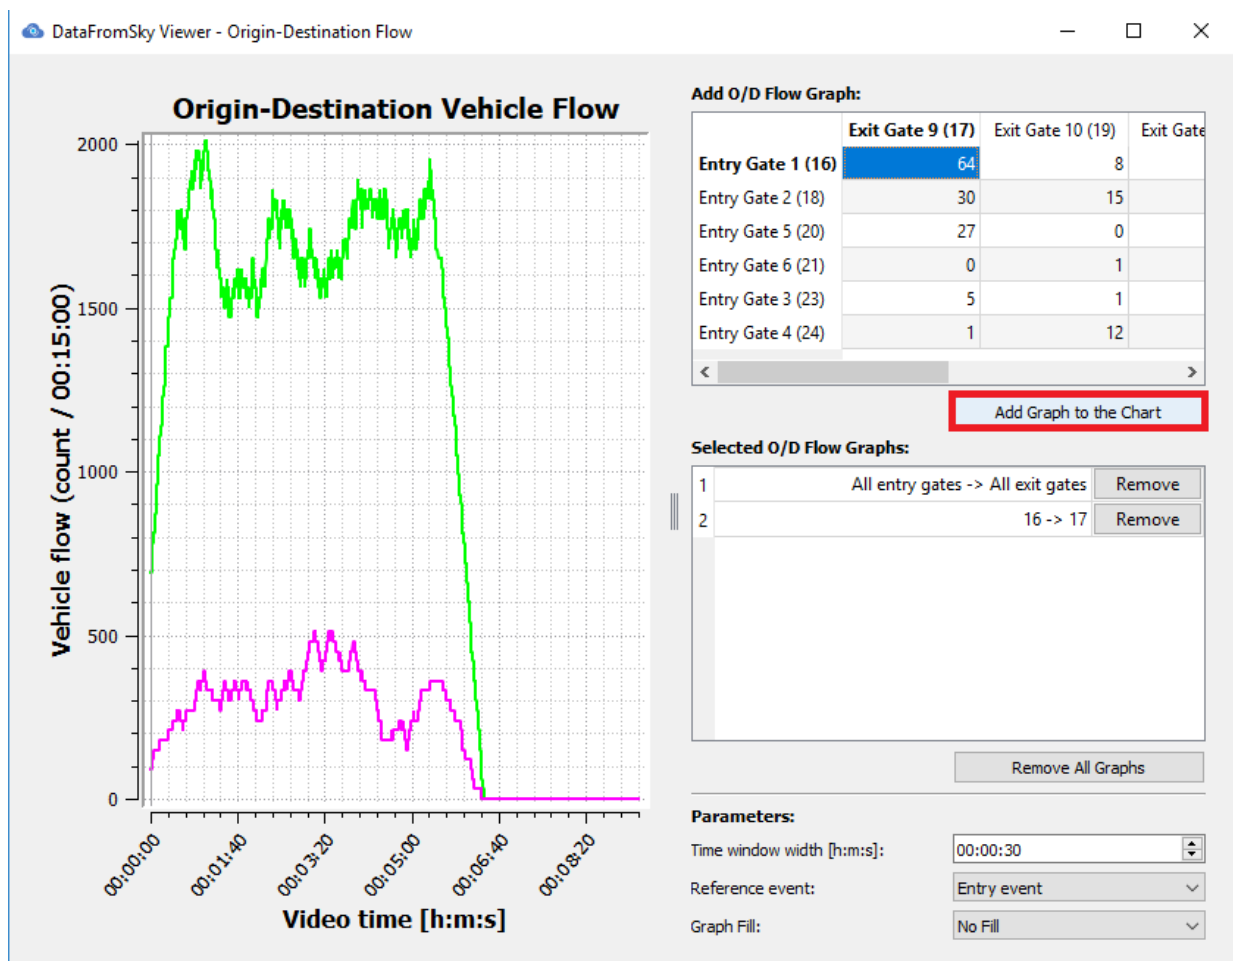 DataFromSky Viewer - Origin-Destination Flow
Origin-Destination Vehicle Flow
Vehicle flow (count / 00:15:00)
2000
1500
1000
500
0
00:00:00
00:01:40
00:03:20
00:05:00
00:06:40
00:08:20
Video time [h:m:s]
Add O/D Flow Graph:
Exit Gate 9 (17) Exit Gate 10 (19) Exit Gate
Entry Gate 1 (16) 64 8
Entry Gate 2 (18) 30 15
Entry Gate 5 (20) 27 0
Entry Gate 6 (21) 0 1
Entry Gate 3 (23) 5 1
Entry Gate 4 (24) 1 12
Add Graph to the Chart
Selected O/D Flow Graphs:
1 All entry gates -> All exit gates Remove
2 16 -> 17 Remove
Remove All Graphs
Parameters:
Time window width [h:m:s]: 00:00:30
Reference event: Entry event
Graph Fill: No Fill